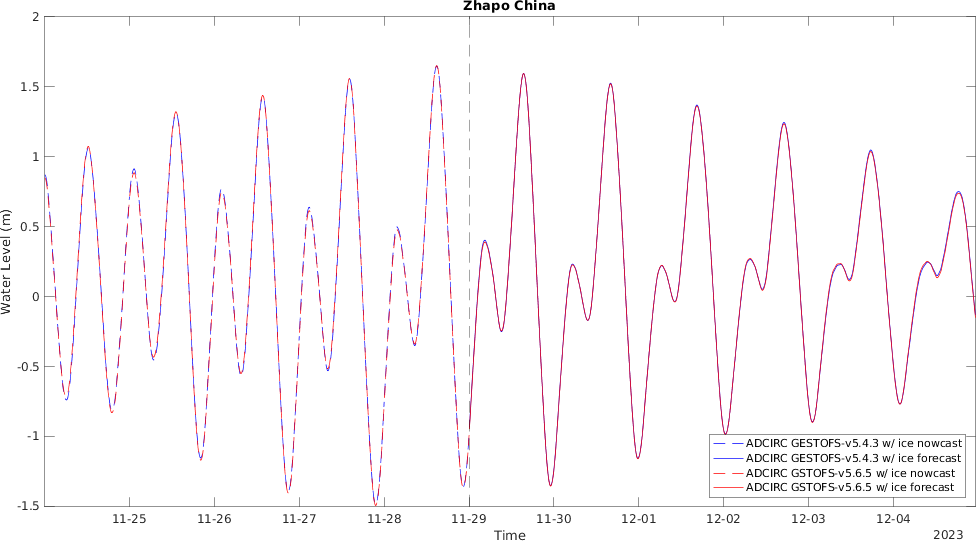 Zhapo China
2
1.5
1
0.5
0
-0.5
-1
-1.5
Water Level (m)
11-25 11-26 11-27 11-28 11-29 11-30 12-01 12-02 12-03 12-04
Time
2023
ADCIRC GESTOFS-v5.4.3 w/ ice nowcast
ADCIRC GESTOFS-v5.4.3 w/ ice forecast
ADCIRC GSTOFS-v5.6.5 w/ ice nowcast
ADCIRC GSTOFS-v5.6.5 w/ ice forecast